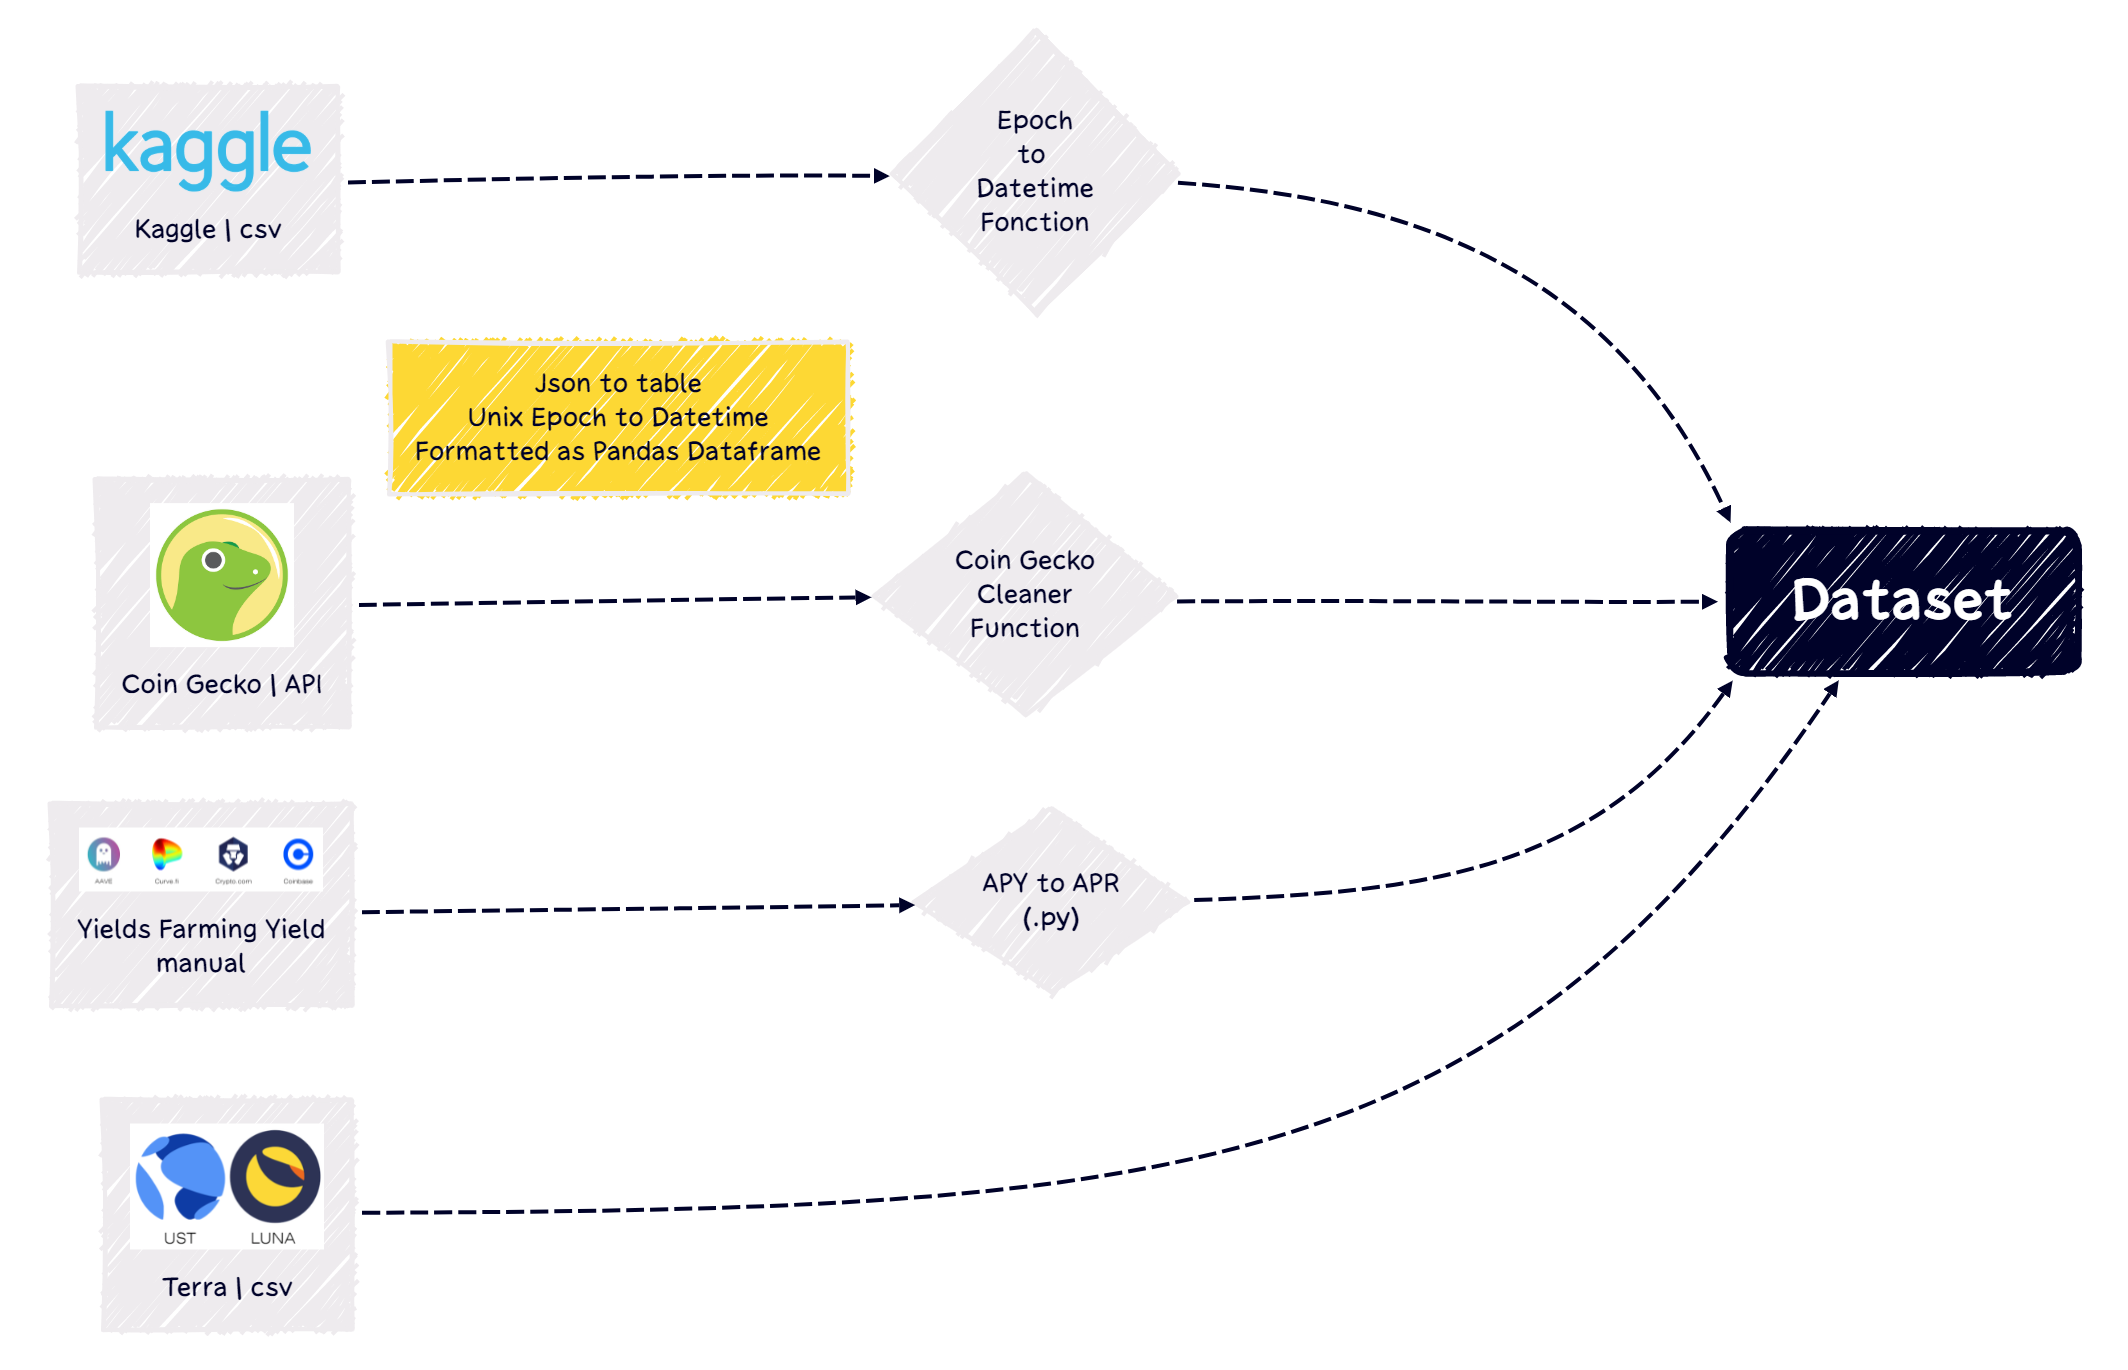 kaggle
Kaggle | csv
Epoch
to
Datetime
Fonction
Json to table
Unix Epoch to Datetime
Formatted as Pandas Dataframe
Coin Gecko | API
Coin Gecko
Cleaner
Function
Dataset
AAVE
Curve.fi
Crypto.com
Coinbase
Yields Farming Yield
manual
APY to APR
(.py)
UST
LUNA
Terra | csv